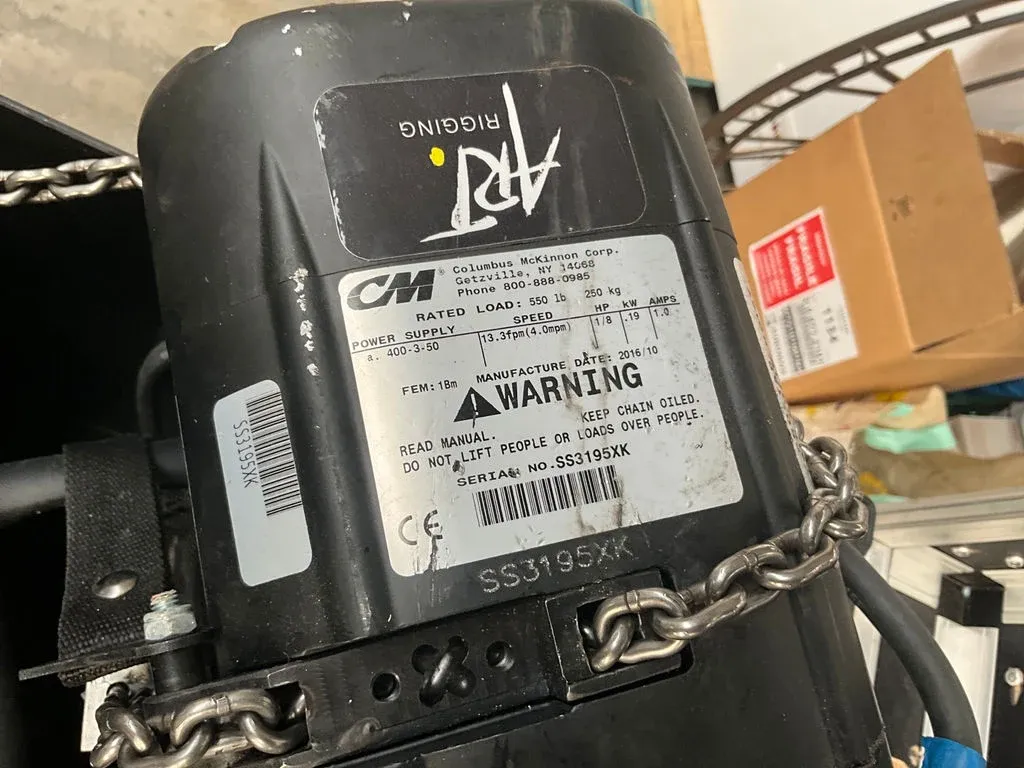 ART.
RIGGING
CM®
Columbus McKinnon Corp.
Getzville, NY 14068
Phone 800-888-0985
RATED LOAD: 550 lb 250 kg
POWER SUPPLY SPEED HP kW AMPS
a. 400-3-50 13.3fpm(4.0mpm) 1/8 .19 1.0
FEM: 1Bm MANUFACTURE DATE: 2016/10
WARNING
READ MANUAL. KEEP CHAIN OILED.
DO NOT LIFT PEOPLE OR LOADS OVER PEOPLE.
SERIAL NO. SS3195XK
CE
SS3195XK
SS3195XK
FRAGILE
1154